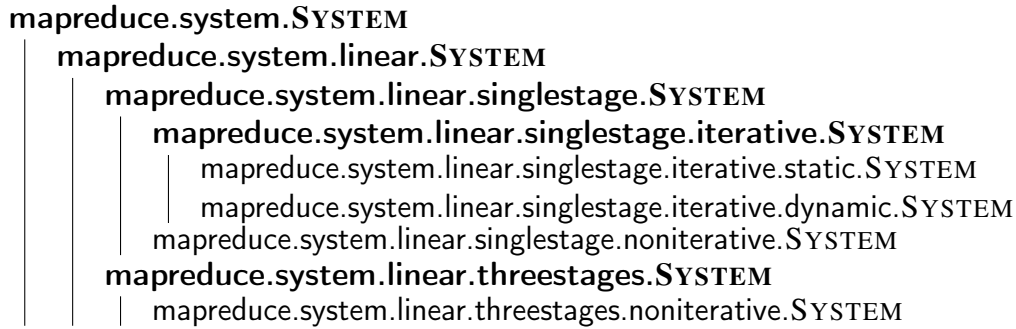 mapreduce.system.SYSTEM
mapreduce.system.linear.SYSTEM
mapreduce.system.linear.singlestage.SYSTEM
mapreduce.system.linear.singlestage.iterative.SYSTEM
mapreduce.system.linear.singlestage.iterative.static.SYSTEM
mapreduce.system.linear.singlestage.iterative.dynamic.SYSTEM
mapreduce.system.linear.singlestage.noniterative.SYSTEM
mapreduce.system.linear.threestages.SYSTEM
mapreduce.system.linear.threestages.noniterative.SYSTEM